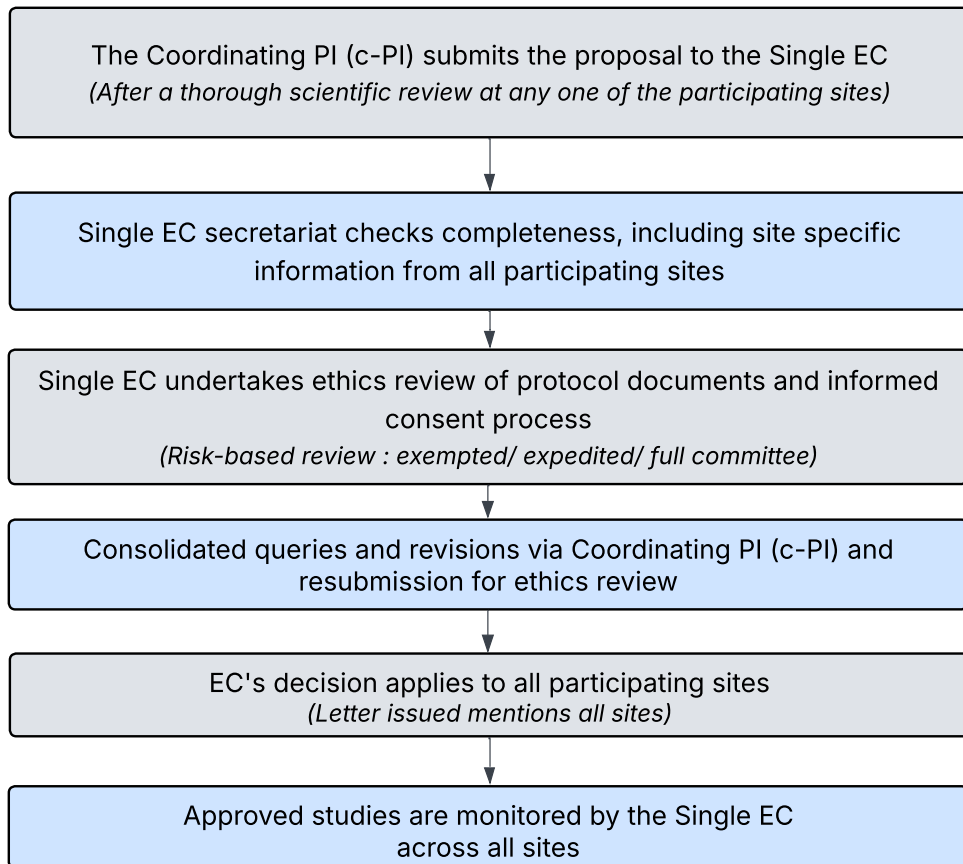 The Coordinating PI (c-PI) submits the proposal to the Single EC
(After a thorough scientific review at any one of the participating sites)
Single EC secretariat checks completeness, including site specific
information from all participating sites
Single EC undertakes ethics review of protocol documents and informed
consent process
(Risk-based review : exempted/ expedited/ full committee)
Consolidated queries and revisions via Coordinating PI (c-PI) and
resubmission for ethics review
EC's decision applies to all participating sites
(Letter issued mentions all sites)
Approved studies are monitored by the Single EC
across all sites